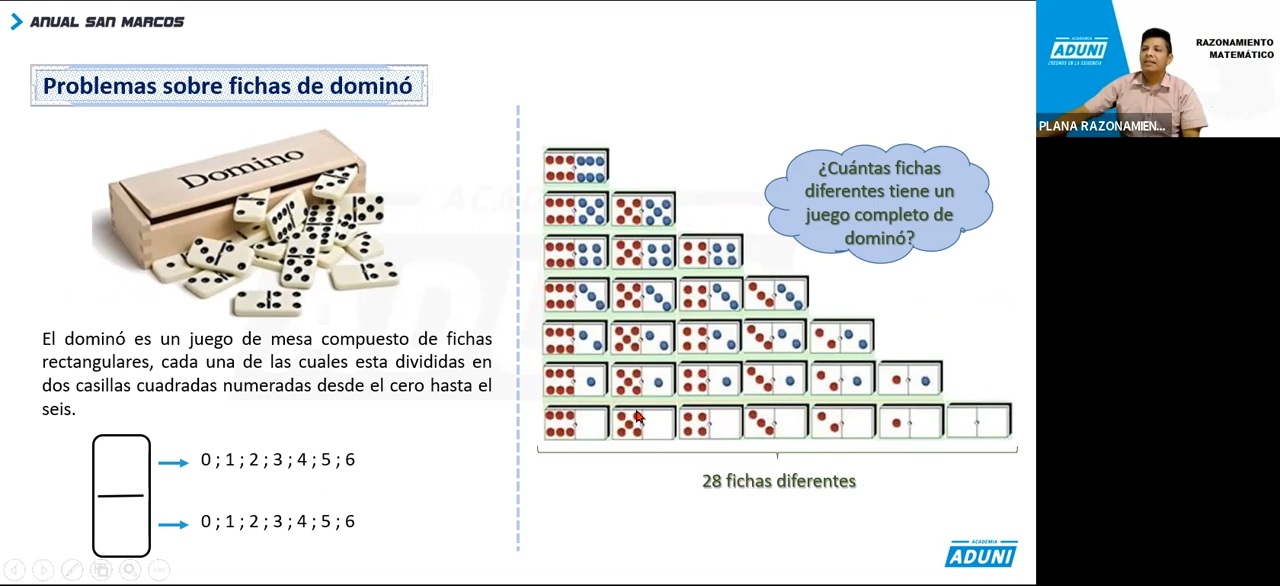 ANUAL SAN MARCOS
Problemas sobre fichas de dominó
Domino
El dominó es un juego de mesa compuesto de fichas
rectangulares, cada una de las cuales esta divididas en
dos casillas cuadradas numeradas desde el cero hasta el
seis.
0 ; 1 ; 2 ; 3 ; 4 ; 5 ; 6
0 ; 1 ; 2 ; 3 ; 4 ; 5 ; 6
¿Cuántas fichas
diferentes tiene un
juego completo de
dominó?
28 fichas diferentes
ACADEMIA
ADUNI
ACADEMIA
ADUNI
RAZONAMIENTO
MATEMÁTICO
PLANA RAZONAMIEN...